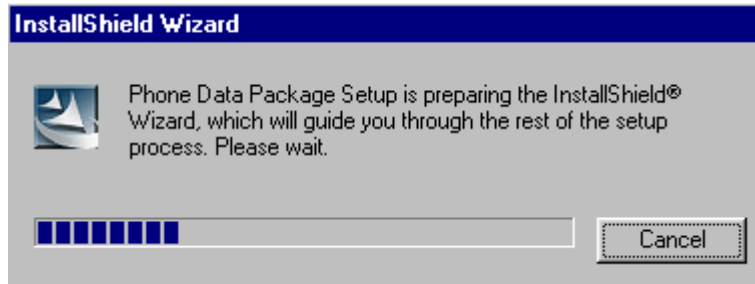 InstallShield Wizard
Phone Data Package Setup is preparing the InstallShield®
Wizard, which will guide you through the rest of the setup
process. Please wait.
Cancel